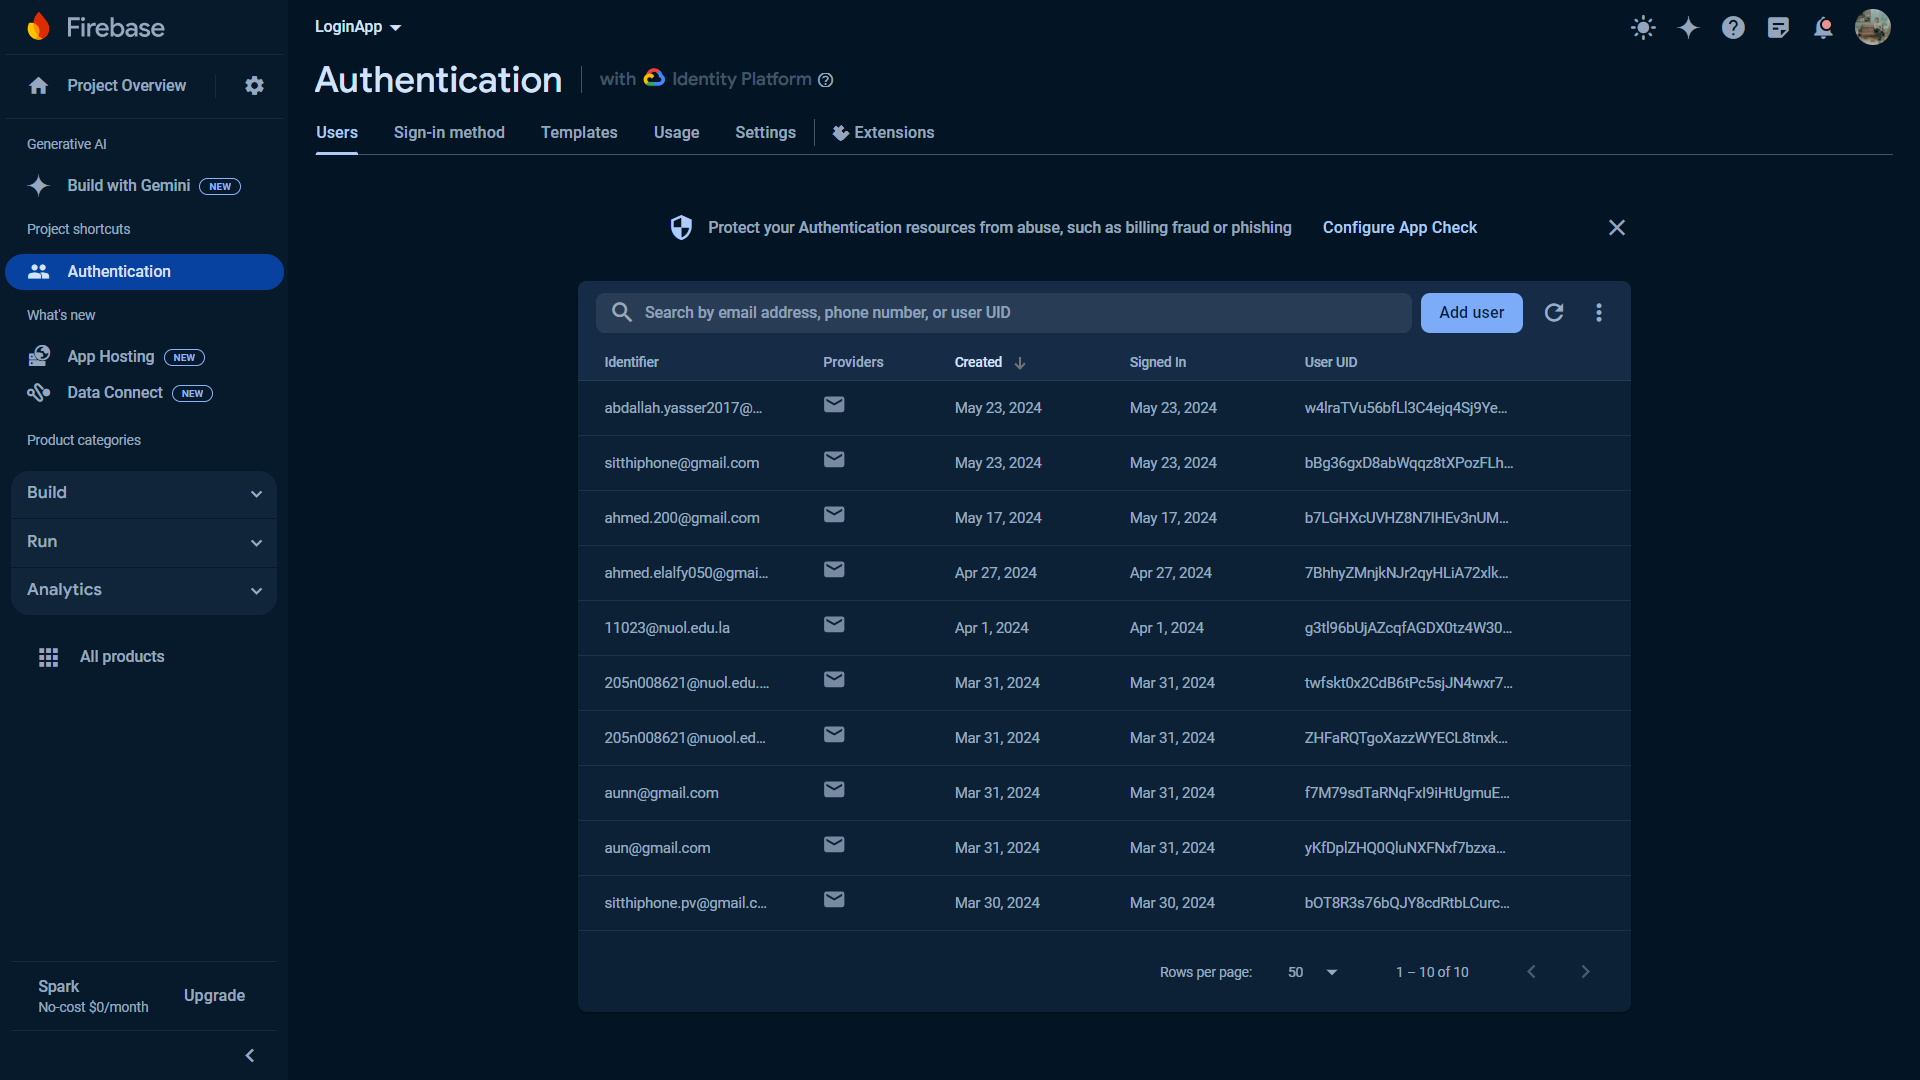 Firebase
LoginApp
Project Overview
Authentication
with Identity Platform
Users
Sign-in method
Templates
Usage
Settings
Extensions
Generative AI
Build with Gemini NEW
Project shortcuts
Authentication
What's new
App Hosting NEW
Data Connect NEW
Product categories
Build
Run
Analytics
All products
Spark
No-cost $0/month
Upgrade
Protect your Authentication resources from abuse, such as billing fraud or phishing Configure App Check
Search by email address, phone number, or user UID
Add user
Identifier Providers Created Signed In User UID
abdallah.yasser2017@... May 23, 2024 May 23, 2024 w4lraTVu56bfLl3C4ejq4Sj9Ye...
sitthiphone@gmail.com May 23, 2024 May 23, 2024 bBg36gxD8abWqqz8tXPozFLh...
ahmed.200@gmail.com May 17, 2024 May 17, 2024 b7LGHXcUVHZ8N7IHEv3nUM...
ahmed.elalfy050@gmai... Apr 27, 2024 Apr 27, 2024 7BhhyZMnjkNJr2qyHLiA72xlk...
11023@nuol.edu.la Apr 1, 2024 Apr 1, 2024 g3tl96bUjAZcqfAGDX0tz4W30...
205n008621@nuol.edu.... Mar 31, 2024 Mar 31, 2024 twfskt0x2CdB6tPc5sjJN4wxr7...
205n008621@nuool.ed... Mar 31, 2024 Mar 31, 2024 ZHFaRQTgoXazzWYECL8tnxk...
aunn@gmail.com Mar 31, 2024 Mar 31, 2024 f7M79sdTaRNqFxI9iHtUgmuE...
aun@gmail.com Mar 31, 2024 Mar 31, 2024 yKfDplZHQ0QluNXFNxf7bzxa...
sitthiphone.pv@gmail.c... Mar 30, 2024 Mar 30, 2024 bOT8R3s76bQJY8cdRtbLCurc...
Rows per page: 50 1 – 10 of 10